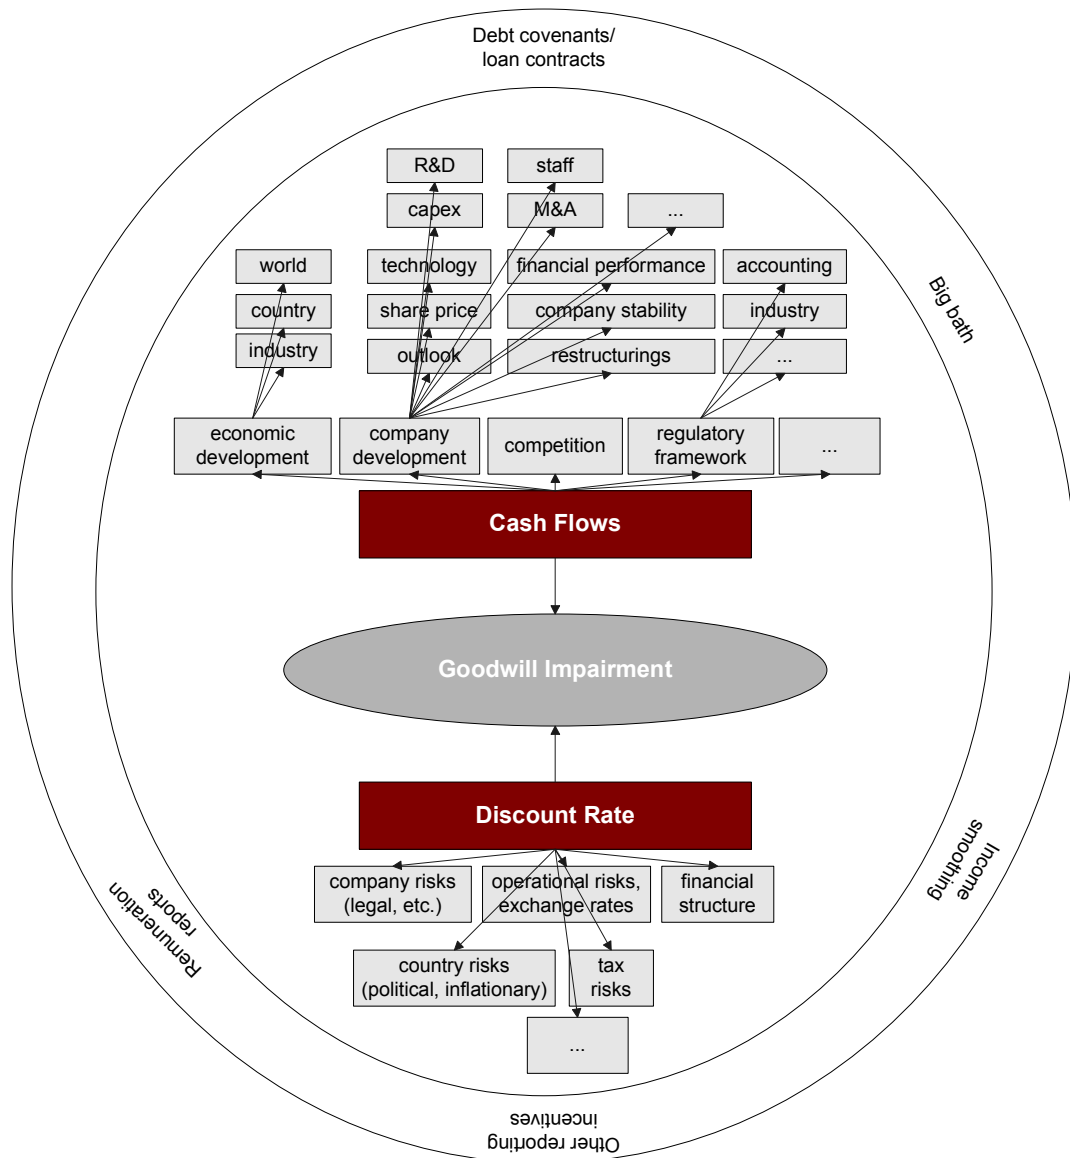 Debt covenants/
loan contracts
R&D
staff
capex
M&A
...
world
technology
financial performance
accounting
country
share price
company stability
industry
industry
outlook
restructurings
...
economic
development
company
development
competition
regulatory
framework
...
Cash Flows
Goodwill Impairment
Discount Rate
company risks
(legal, etc.)
operational risks,
exchange rates
financial
structure
country risks
(political, inflationary)
tax
risks
...
Big bath
Income
smoothing
Other reporting
incentives
Remuneration
reports